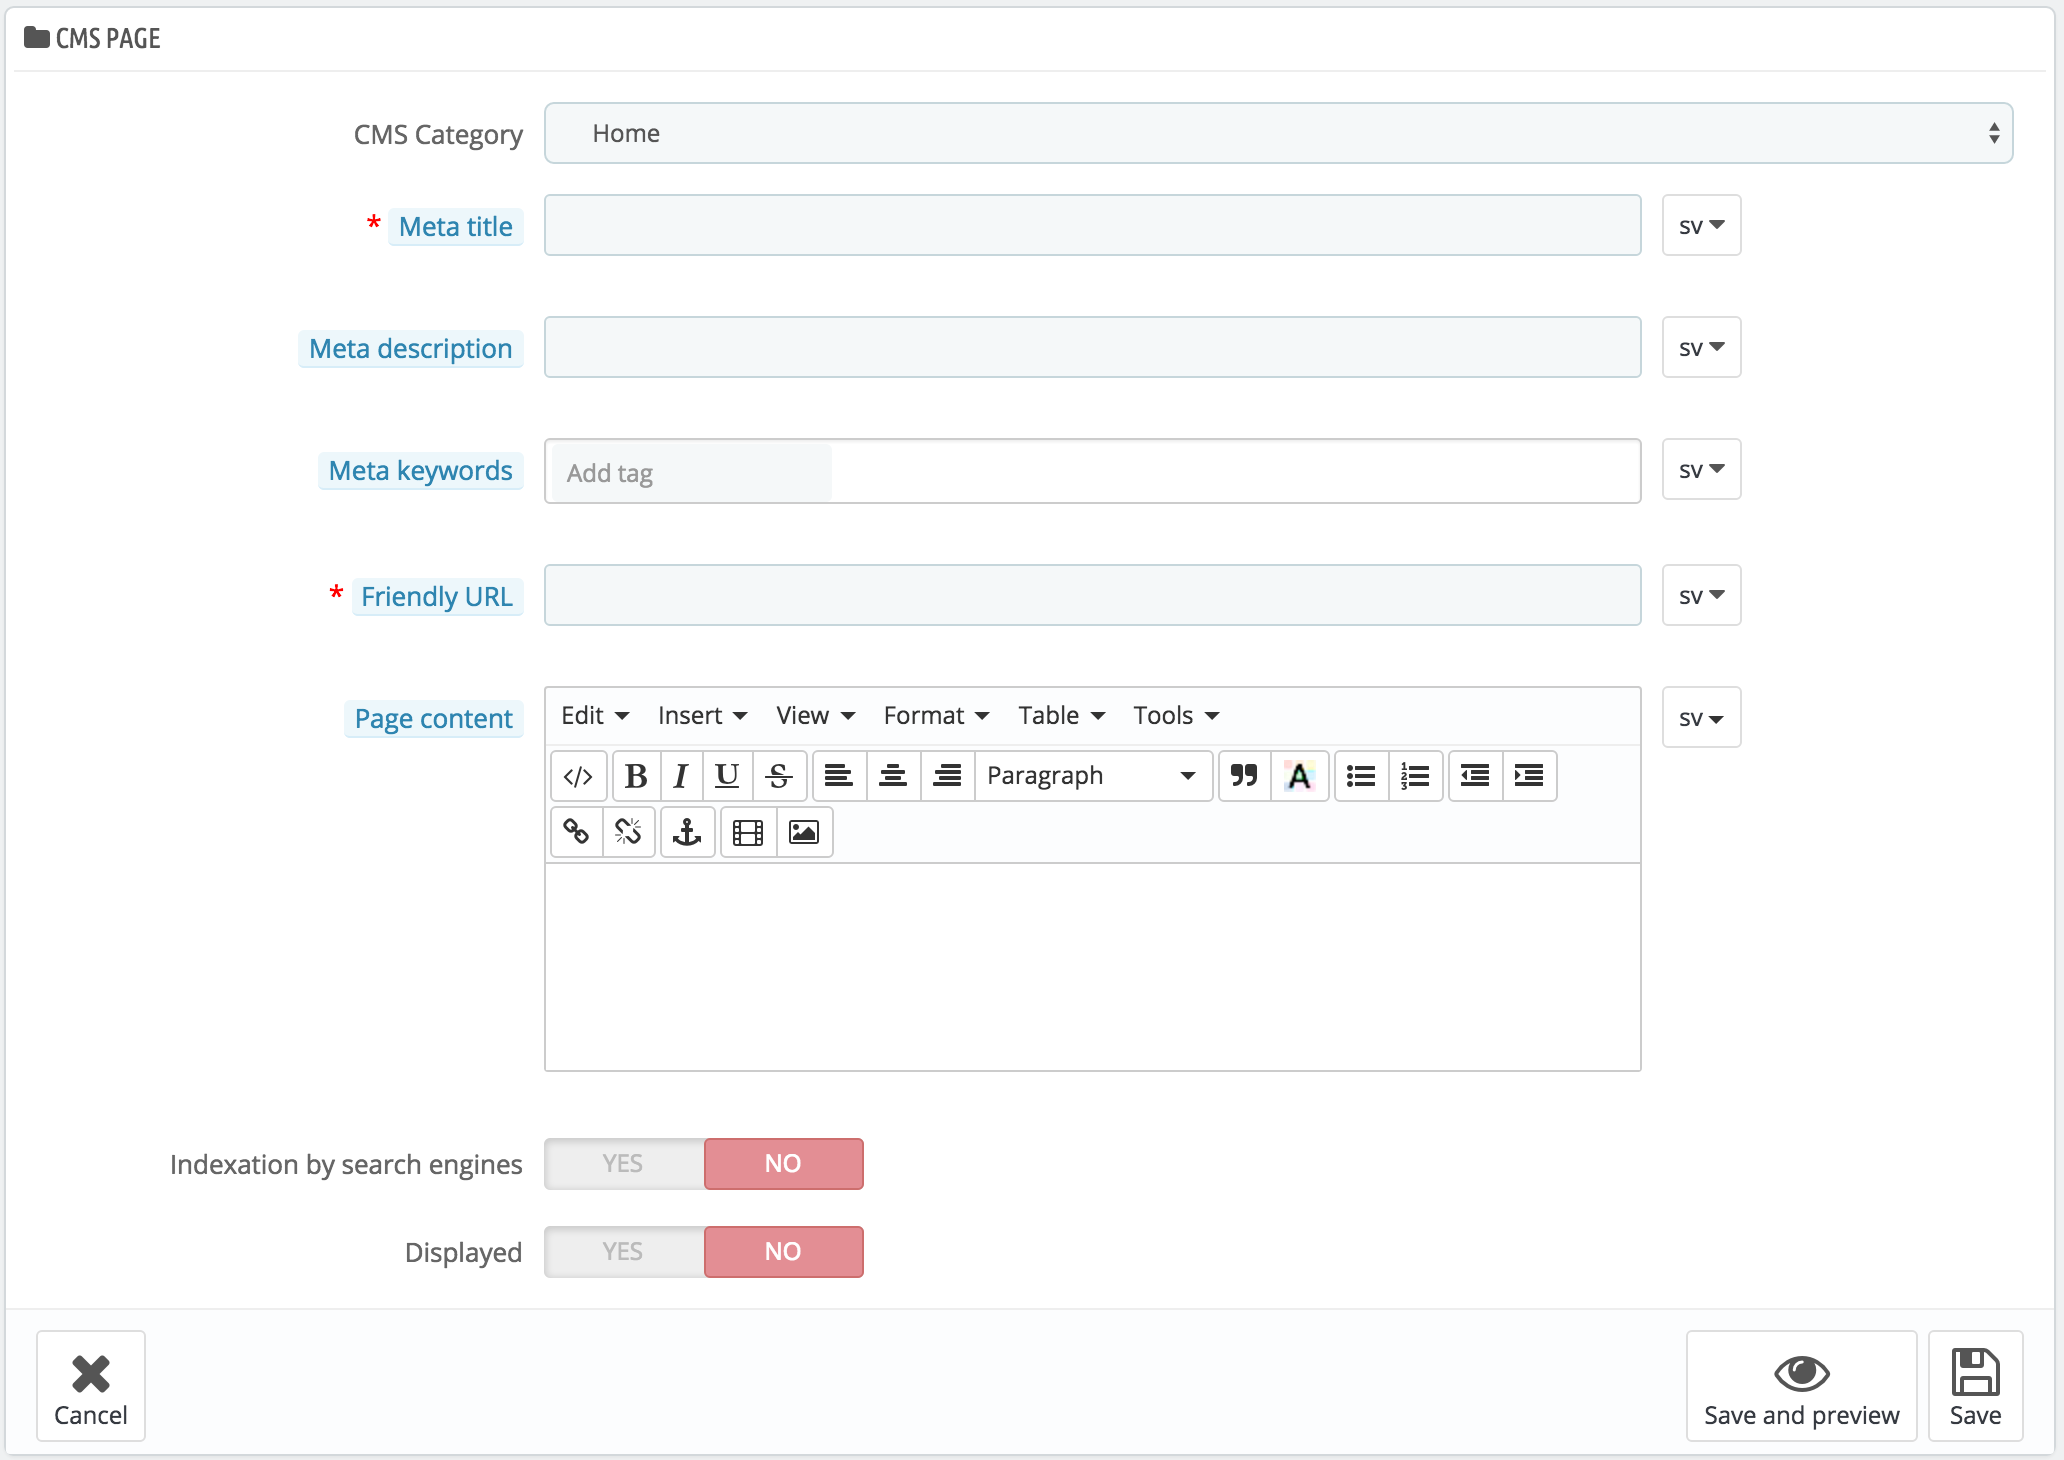 CMS PAGE
CMS Category
Home
* Meta title
sv
Meta description
sv
Meta keywords
Add tag
sv
* Friendly URL
sv
Page content
Edit Insert View Format Table Tools
sv
</> B I U S Paragraph A
Indexation by search engines
YES NO
Displayed
YES NO
Cancel
Save and preview
Save